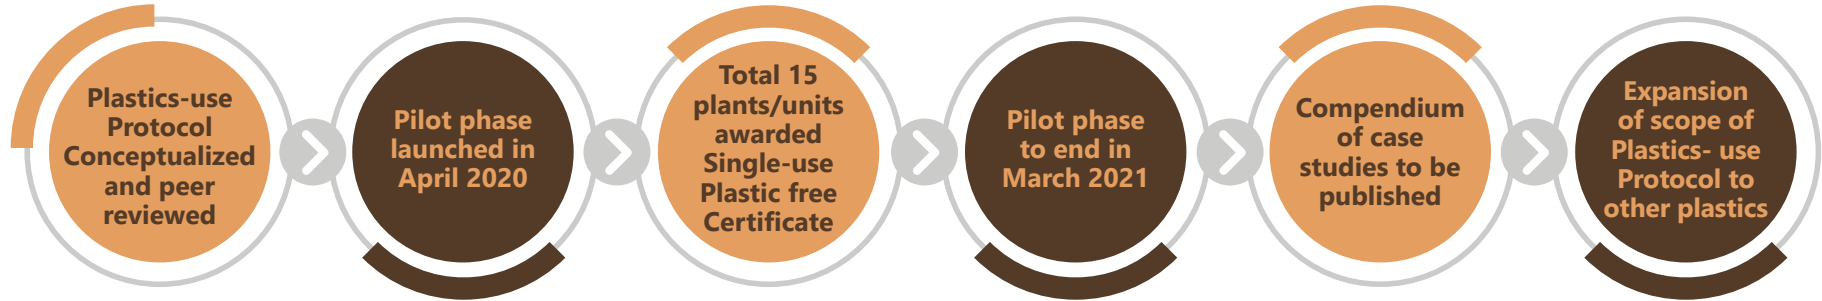 Plastics-use
Protocol
Conceptualized
and peer
reviewed
Pilot phase
launched in
April 2020
Total 15
plants/units
awarded
Single-use
Plastic free
Certificate
Pilot phase
to end in
March 2021
Compendium
of case
studies to be
published
Expansion
of scope of
Plastics- use
Protocol to
other plastics